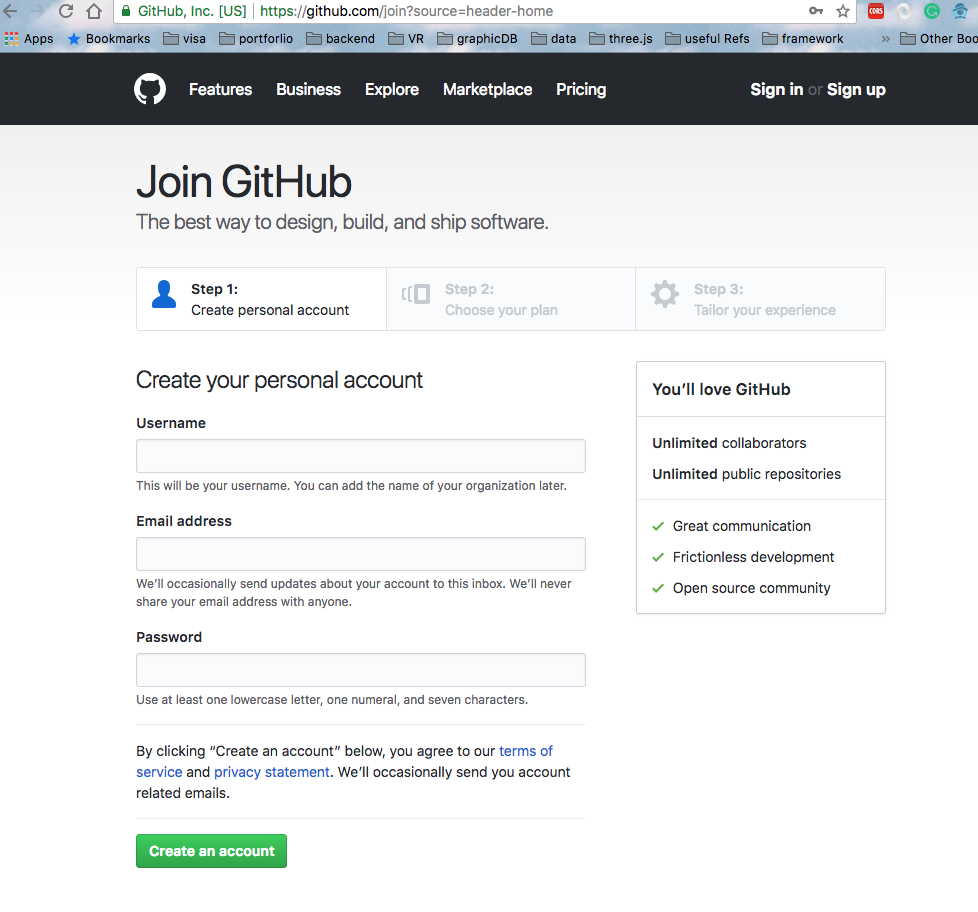 GitHub, Inc. [US] https://github.com/join?source=header-home
CORS
Apps Bookmarks visa portforlio backend VR graphicDB data three.js useful Refs framework » Other Boo
Features Business Explore Marketplace Pricing Sign in or Sign up
Join GitHub
The best way to design, build, and ship software.
Step 1:
Create personal account
Step 2:
Choose your plan
Step 3:
Tailor your experience
Create your personal account
Username
This will be your username. You can add the name of your organization later.
Email address
We’ll occasionally send updates about your account to this inbox. We’ll never
share your email address with anyone.
Password
Use at least one lowercase letter, one numeral, and seven characters.
By clicking “Create an account” below, you agree to our terms of
service and privacy statement. We’ll occasionally send you account
related emails.
Create an account
You’ll love GitHub
Unlimited collaborators
Unlimited public repositories
Great communication
Frictionless development
Open source community